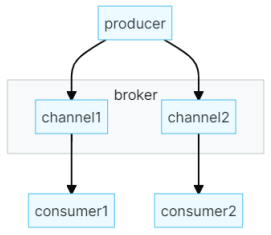 producer
broker
channel1
channel2
consumer1
consumer2